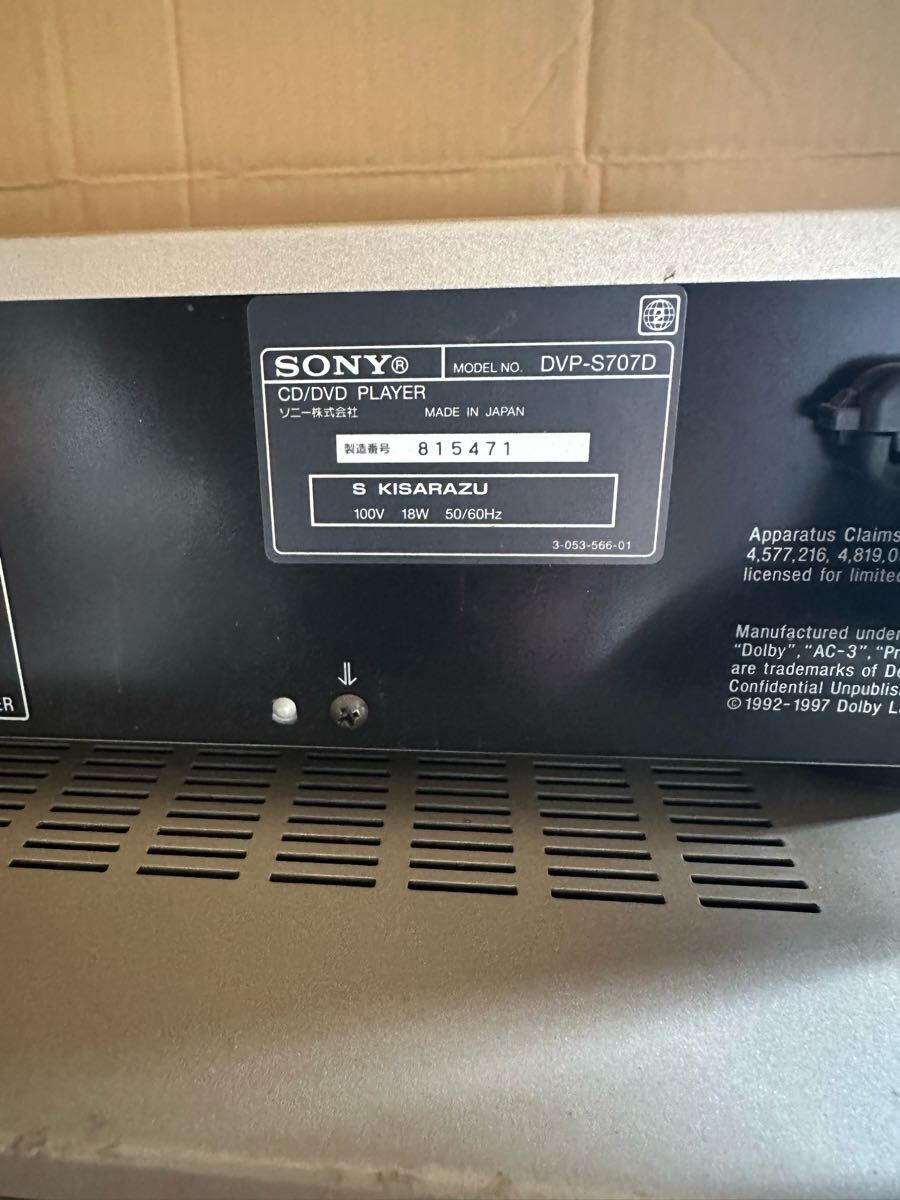 2
SONY® MODEL NO. DVP-S707D
CD/DVD PLAYER
ソニー株式会社 MADE IN JAPAN
製造番号 815471
S KISARAZU
100V 18W 50/60Hz
3-053-566-01
Apparatus Claims
4,577,216, 4,819,0
licensed for limited
Manufactured under
"Dolby", "AC-3", "Pr
are trademarks of Do
Confidential Unpublis
©1992-1997 Dolby La
ER